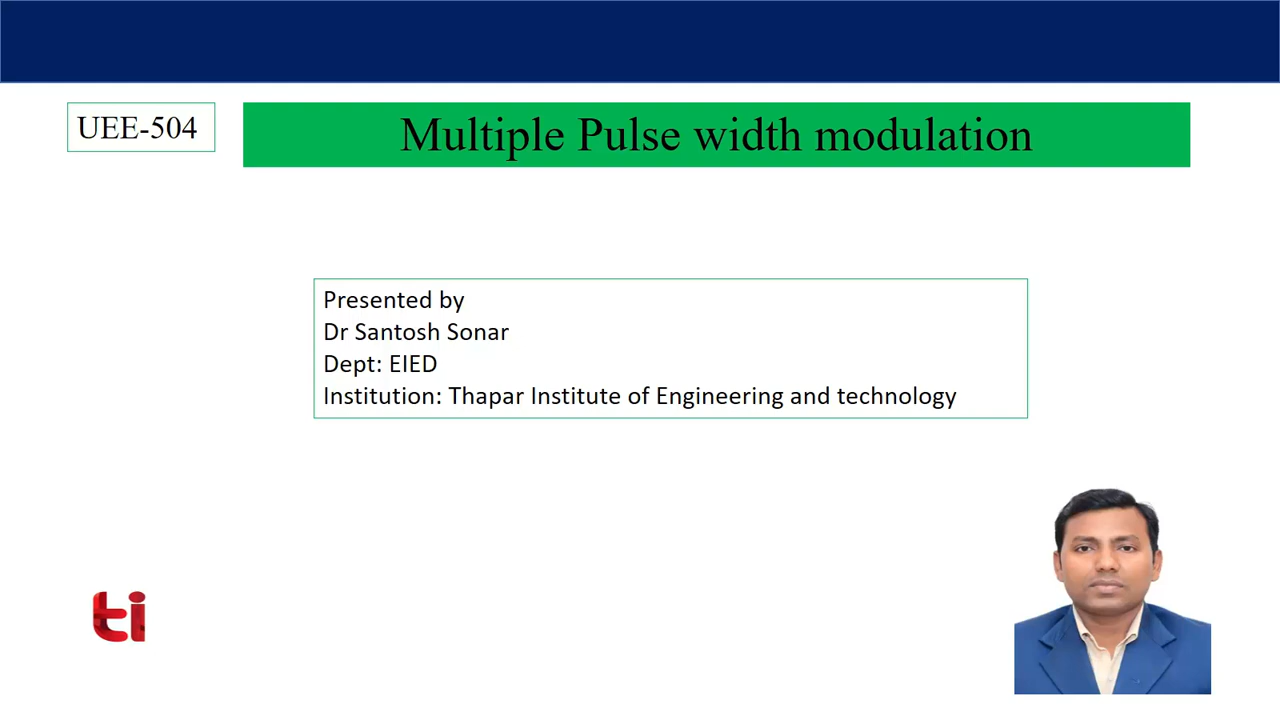 UEE-504
Multiple Pulse width modulation
Presented by
Dr Santosh Sonar
Dept: EIED
Institution: Thapar Institute of Engineering and technology
ti